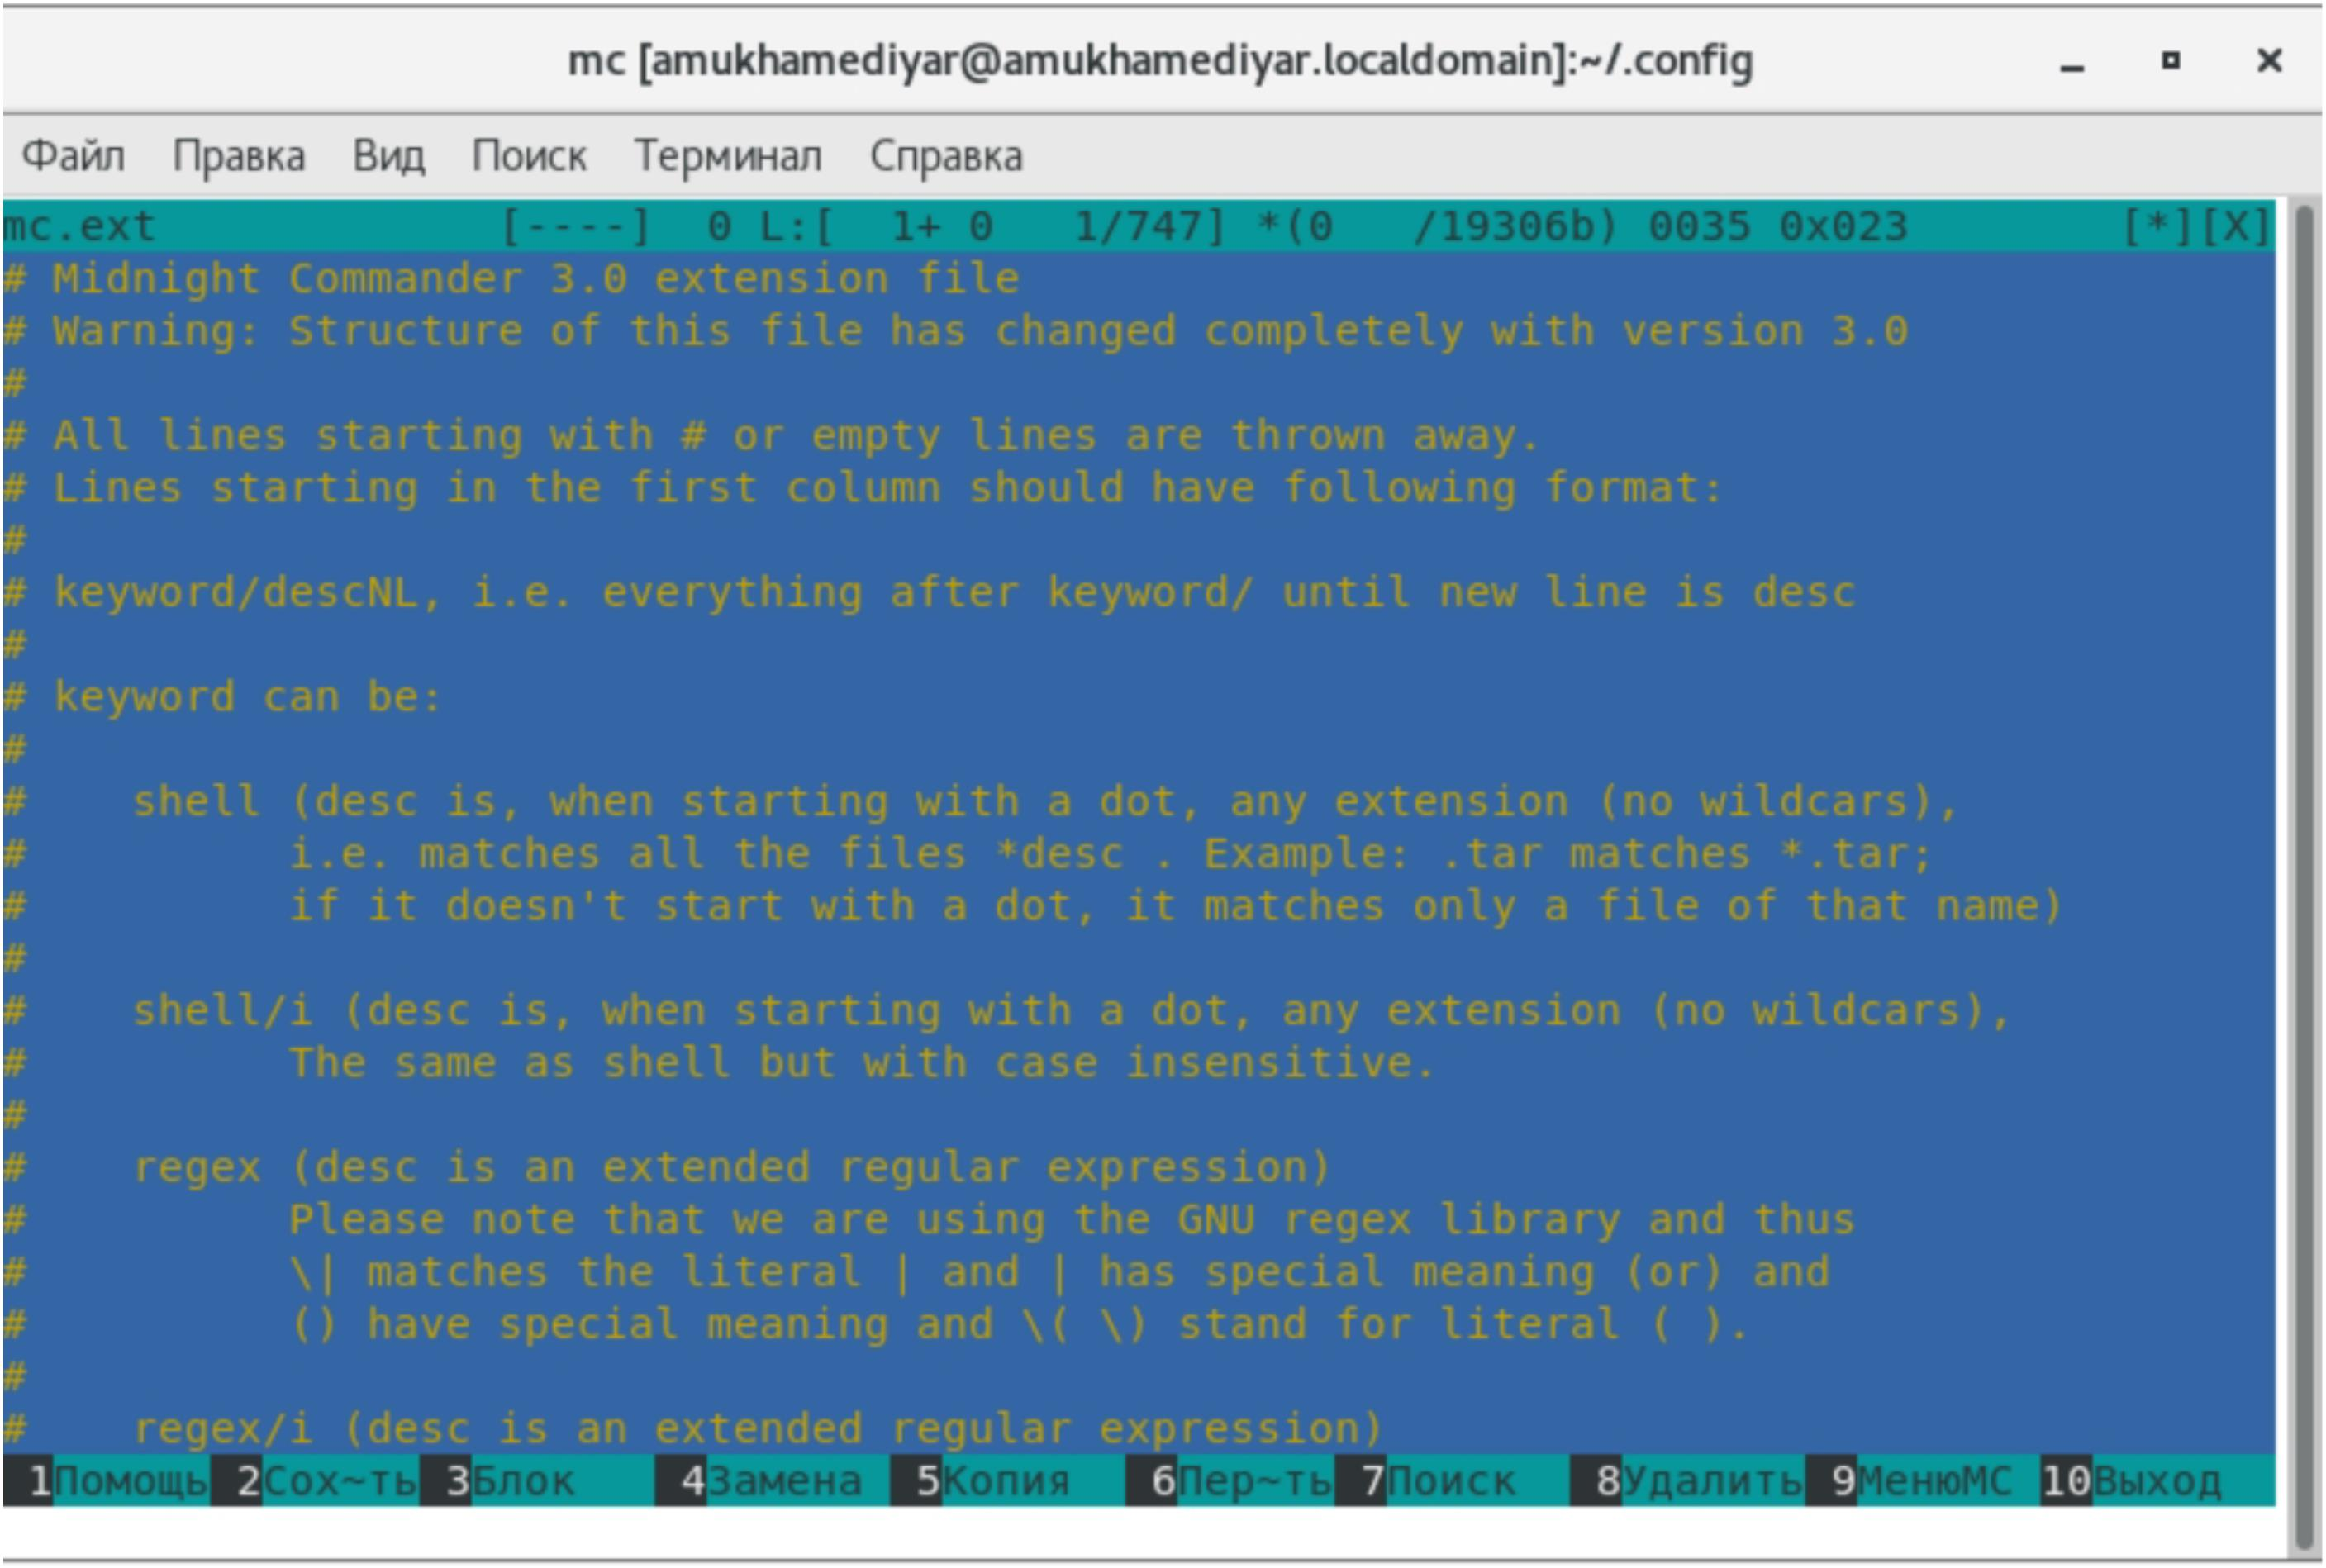 mc [amukhamediyar@amukhamediyar.localdomain]:~/.config
Файл Правка Вид Поиск Терминал Справка
mc.ext [----] 0 L:[ 1+ 0 1/747] *(0 /19306b) 0035 0x023 [*][X]
# Midnight Commander 3.0 extension file
# Warning: Structure of this file has changed completely with version 3.0
#
# All lines starting with # or empty lines are thrown away.
# Lines starting in the first column should have following format:
#
# keyword/descNL, i.e. everything after keyword/ until new line is desc
#
# keyword can be:
#
#    shell (desc is, when starting with a dot, any extension (no wildcars),
#          i.e. matches all the files *desc . Example: .tar matches *.tar;
#          if it doesn't start with a dot, it matches only a file of that name)
#
#    shell/i (desc is, when starting with a dot, any extension (no wildcars),
#          The same as shell but with case insensitive.
#
#    regex (desc is an extended regular expression)
#          Please note that we are using the GNU regex library and thus
#          \| matches the literal | and | has special meaning (or) and
#          () have special meaning and \( \) stand for literal ( ).
#
#    regex/i (desc is an extended regular expression)
1Помощь 2Сох~ть 3Блок 4Замена 5Копия 6Пер~ть 7Поиск 8Удалить 9МенюMC 10Выход